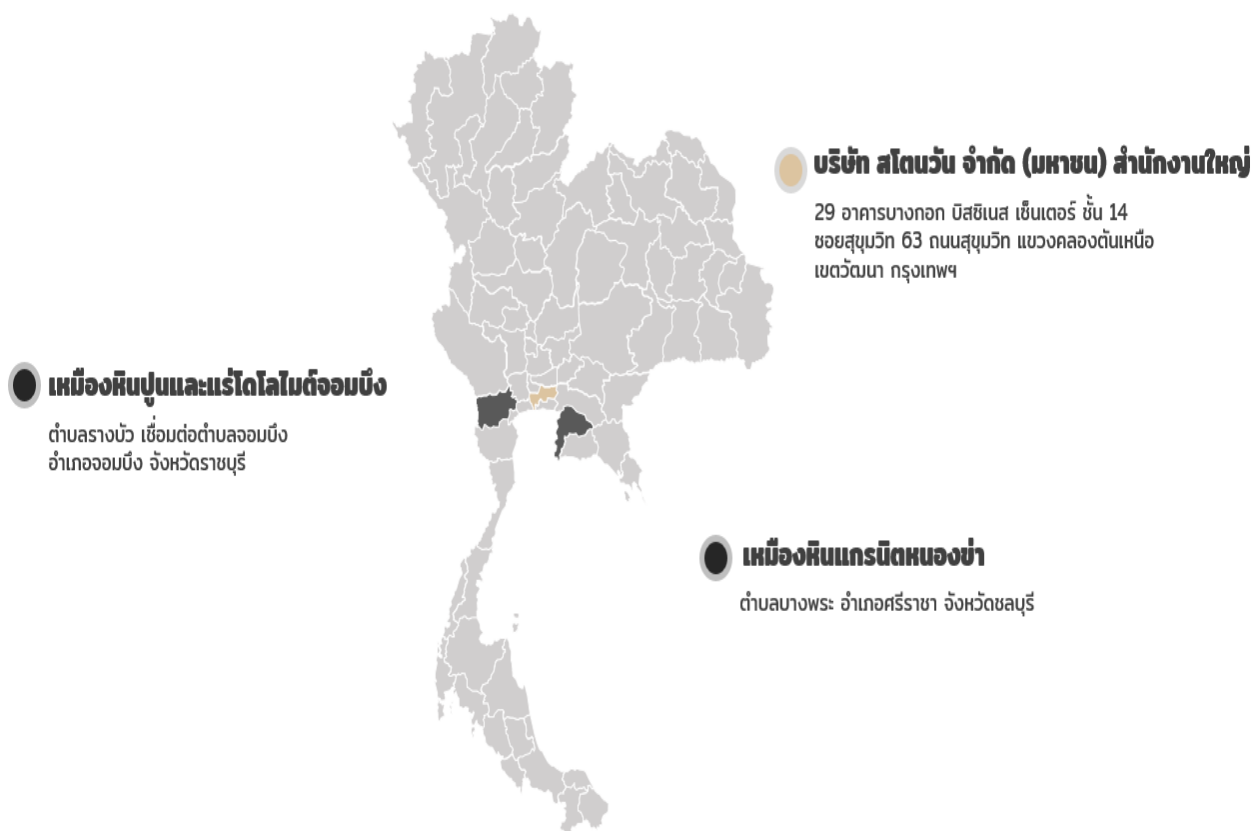 บริษัท สโตนวัน จำกัด (มหาชน) สำนักงานใหญ่
29 อาคารบางกอก บิสซิเนส เซ็นเตอร์ ชั้น 14
ซอยสุขุมวิท 63 ถนนสุขุมวิท แขวงคลองตันเหนือ
เขตวัฒนา กรุงเทพฯ
เหมืองหินปูนและแร่โดโลไมต์จอมบึง
ตำบลรางบัว เชื่อมต่อตำบลจอมบึง
อำเภอจอมบึง จังหวัดราชบุรี
เหมืองหินแกรนิตหนองข่า
ตำบลบางพระ อำเภอศรีราชา จังหวัดชลบุรี